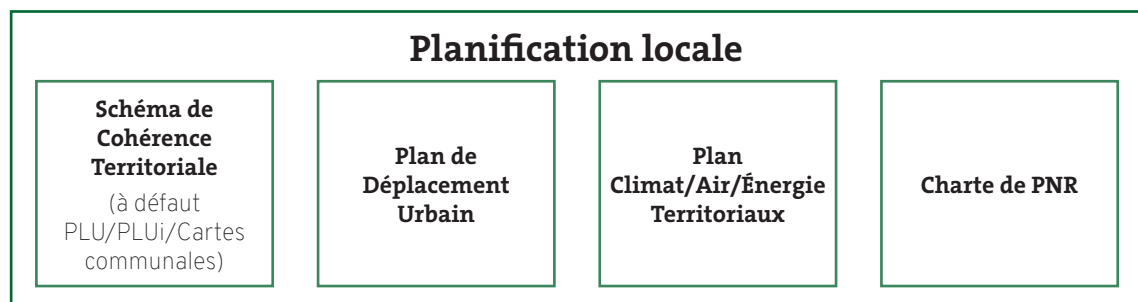 Planification locale
Schéma de
Cohérence
Territoriale
(à défaut
PLU/PLUi/Cartes
communales)
Plan de
Déplacement
Urbain
Plan
Climat/Air/Énergie
Territoriaux
Charte de PNR